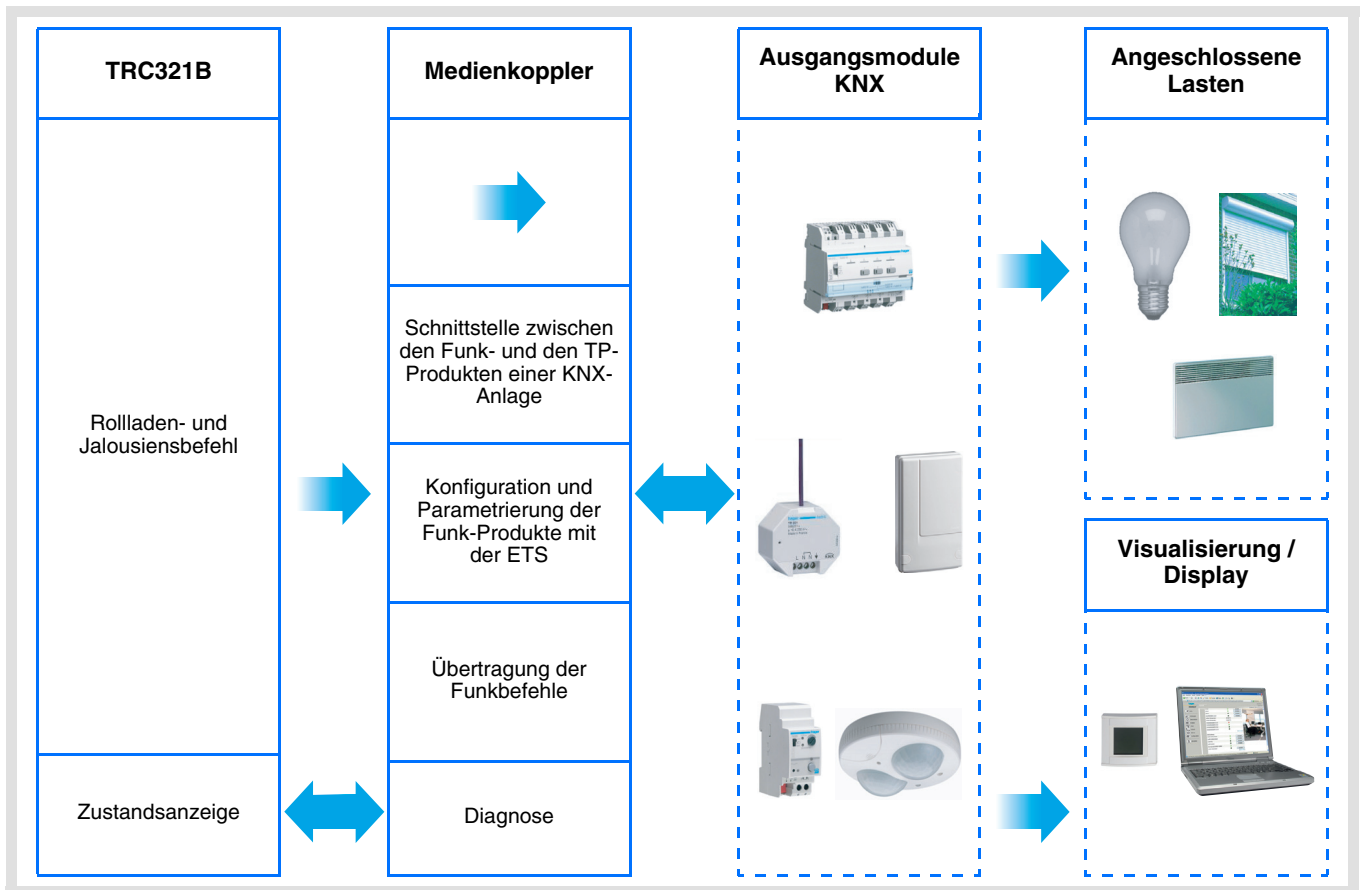 TRC321B
Rollladen- und
Jalousiensbefehl
Zustandsanzeige
Medienkoppler
Schnittstelle zwischen
den Funk- und den TP-
Produkten einer KNX-
Anlage
Konfiguration und
Parametrierung der
Funk-Produkte mit
der ETS
Übertragung der
Funkbefehle
Diagnose
Ausgangsmodule
KNX
Angeschlossene
Lasten
Visualisierung /
Display